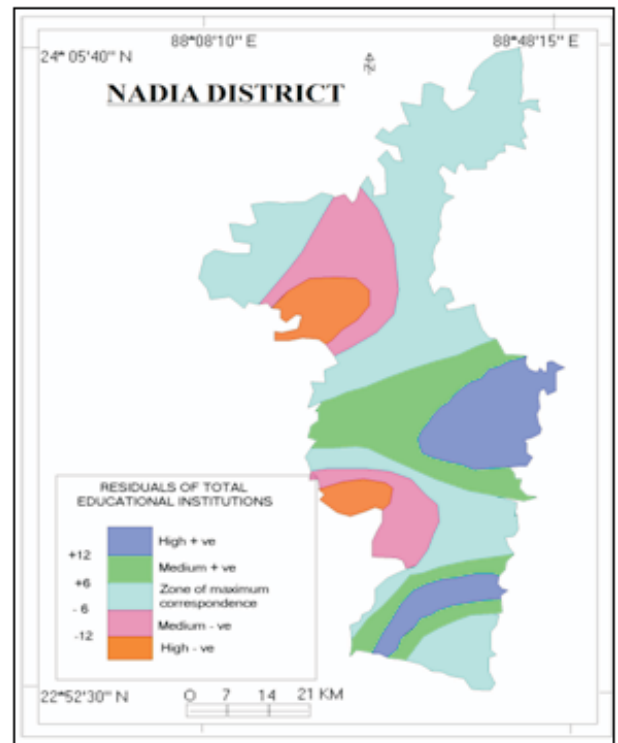 88°08'10" E 88°48'15" E
24° 05'40" N
NADIA DISTRICT
RESIDUALS OF TOTAL
EDUCATIONAL INSTITUTIONS
High + ve
+12
Medium + ve
+6
Zone of maximum
correspondence
- 6
Medium - ve
-12
High - ve
22°52'30" N
0 7 14 21 KM